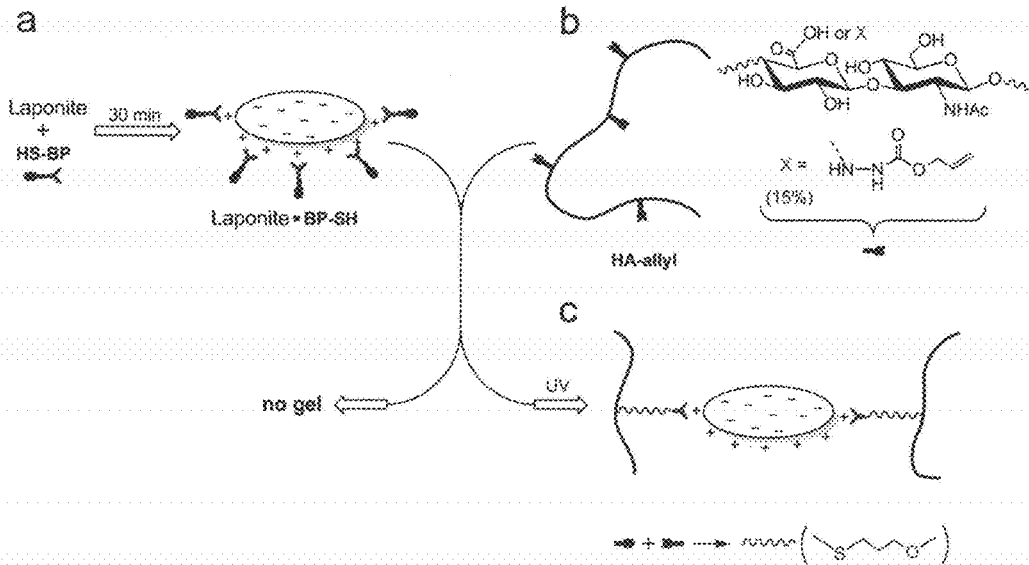 a
Laponite
+
HS-BP
30 min
Laponite • BP-SH
b
OH or X
O
O
HO
O
OH
OH
HO
O
O
NHAc
O
X =
HN
N
H
O
O
(15%)
HA-allyl
no gel
UV
c
+
S
O